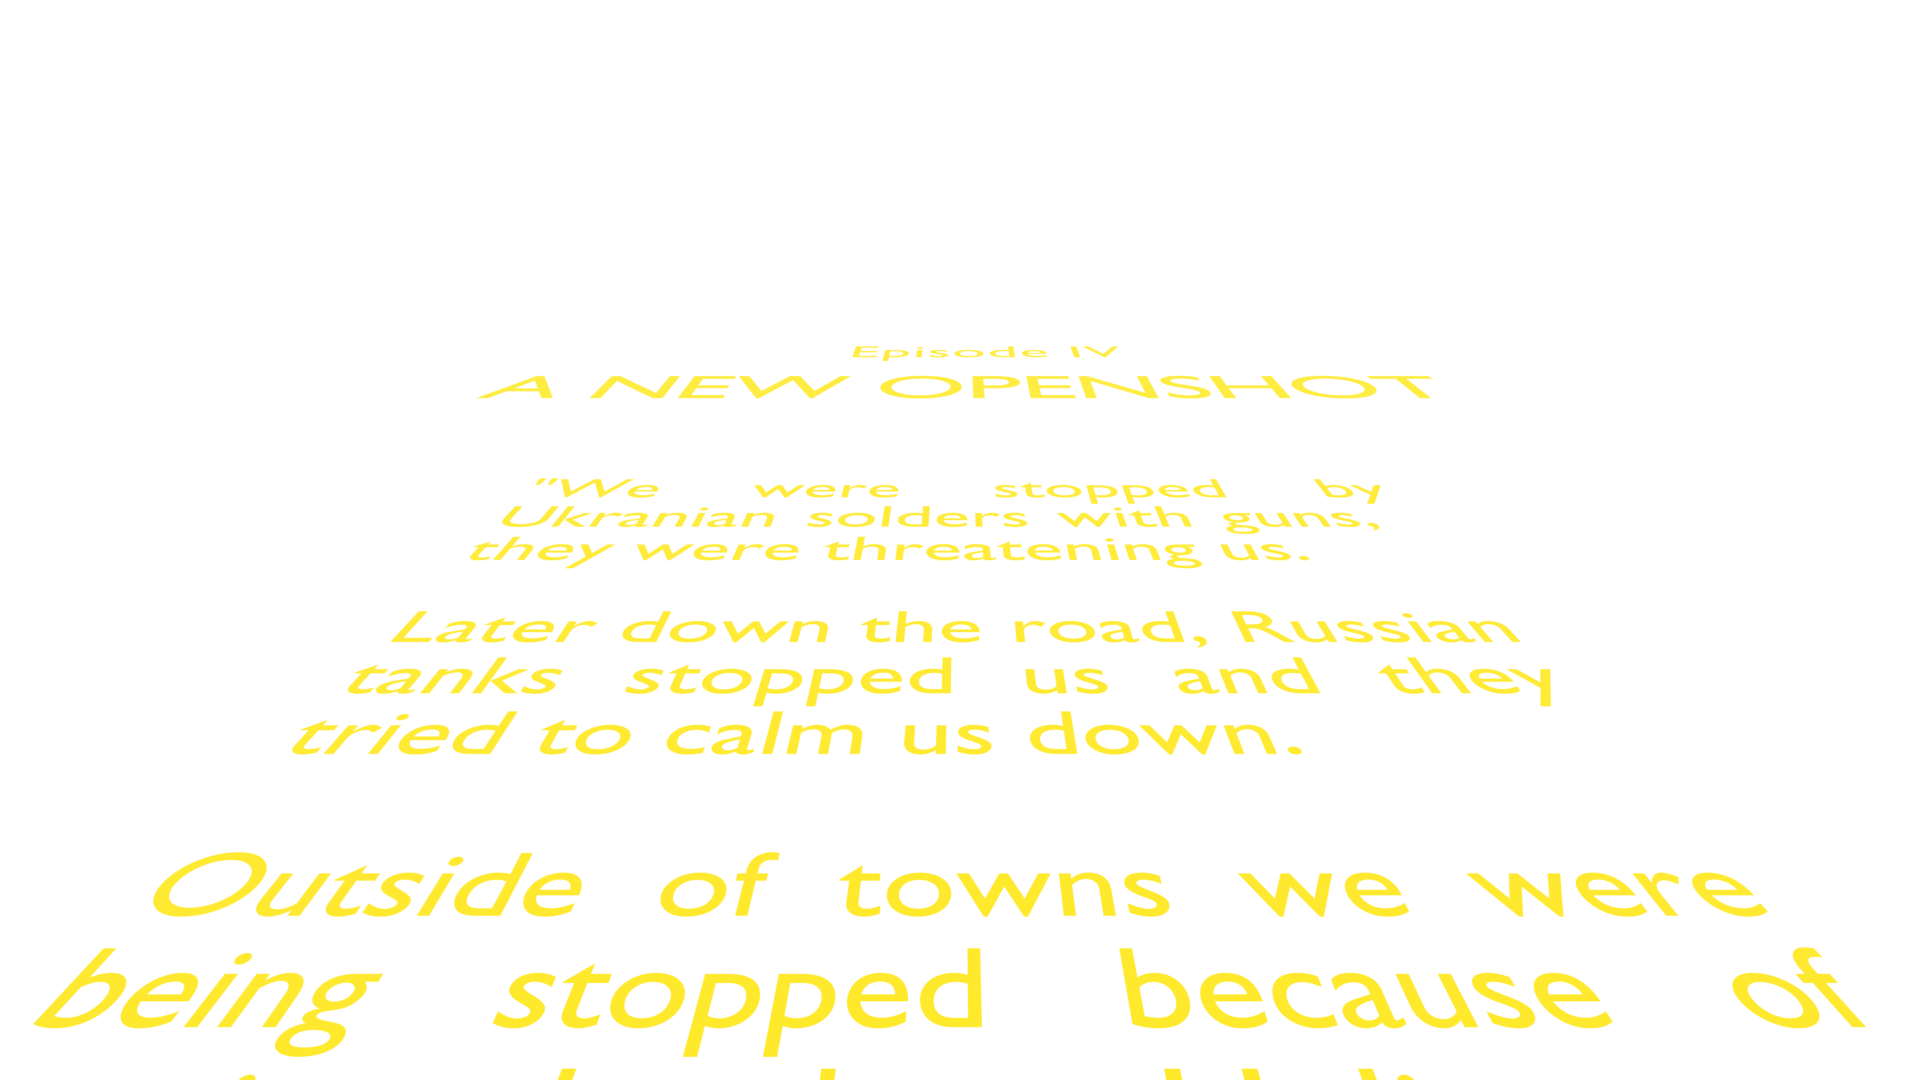 Episode IV
A NEW OPENSHOT
"We were stopped by
Ukranian solders with guns,
they were threatening us.
Later down the road, Russian
tanks stopped us and they
tried to calm us down.
Outside of towns we were
being stopped because of